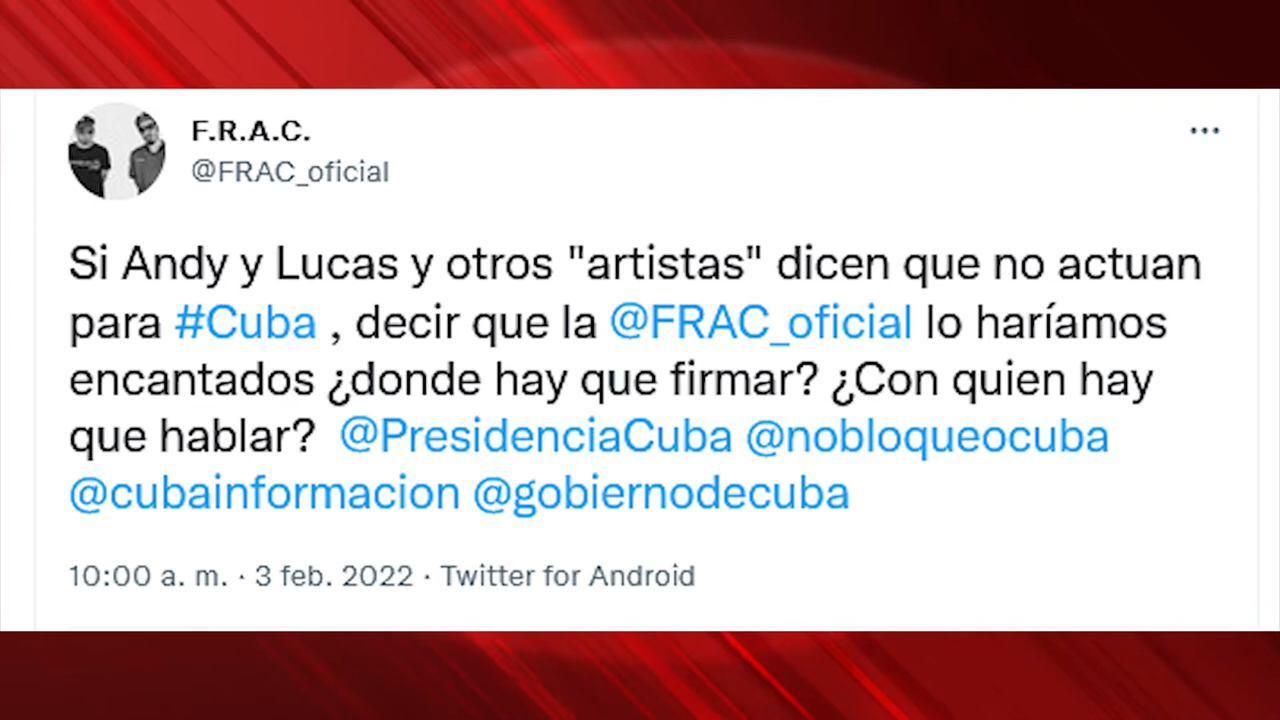 F.R.A.C.
@FRAC_oficial
Si Andy y Lucas y otros "artistas" dicen que no actuan
para #Cuba , decir que la @FRAC_oficial lo haríamos
encantados ¿donde hay que firmar? ¿Con quien hay
que hablar?  @PresidenciaCuba @nobloqueocuba
@cubainformacion @gobiernodecuba
10:00 a. m. · 3 feb. 2022 · Twitter for Android